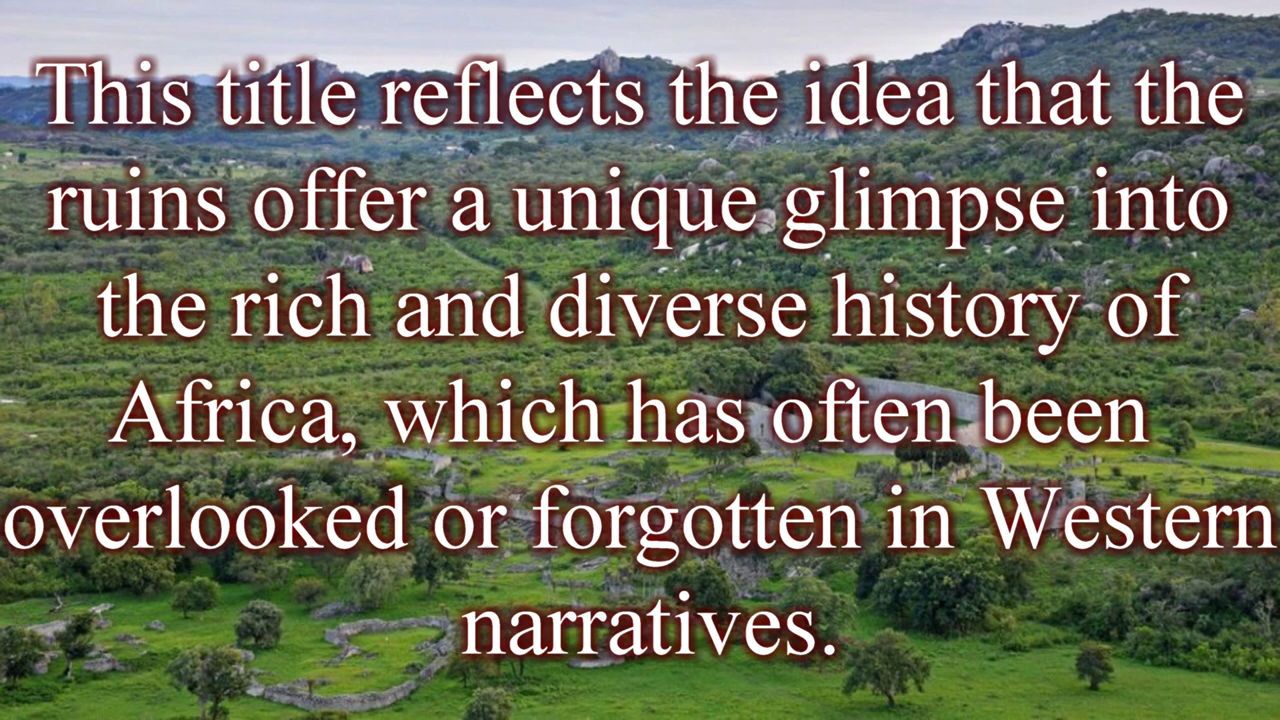 This title reflects the idea that the
ruins offer a unique glimpse into
the rich and diverse history of
Africa, which has often been
overlooked or forgotten in Western
narratives.